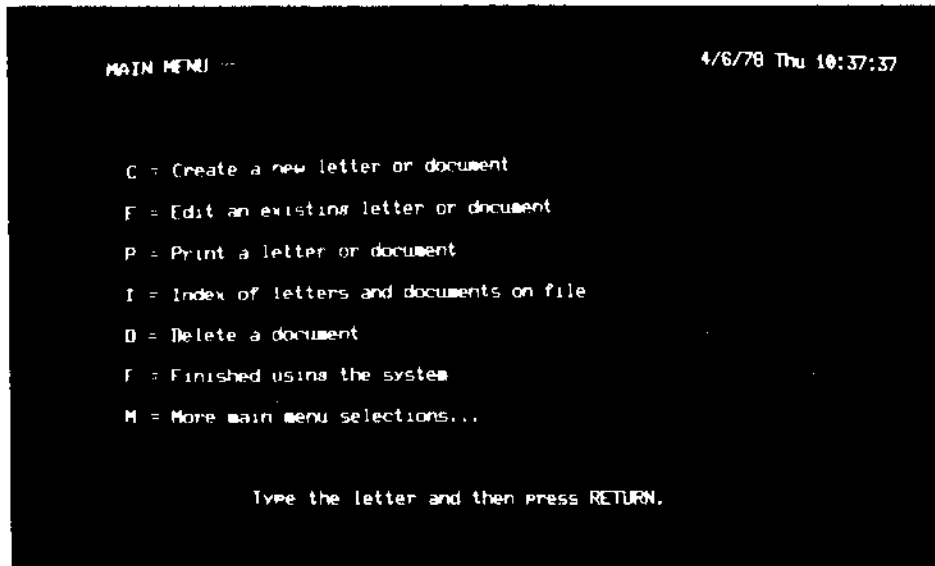 MAIN MENU --
4/6/78 Thu 10:37:37
C = Create a new letter or document
E = Edit an existing letter or document
P = Print a letter or document
I = Index of letters and documents on file
D = Delete a document
F = Finished using the system
M = More main menu selections...
Type the letter and then press RETURN.